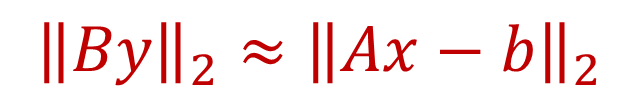 ‖By‖₂ ≈ ‖Ax − b‖₂